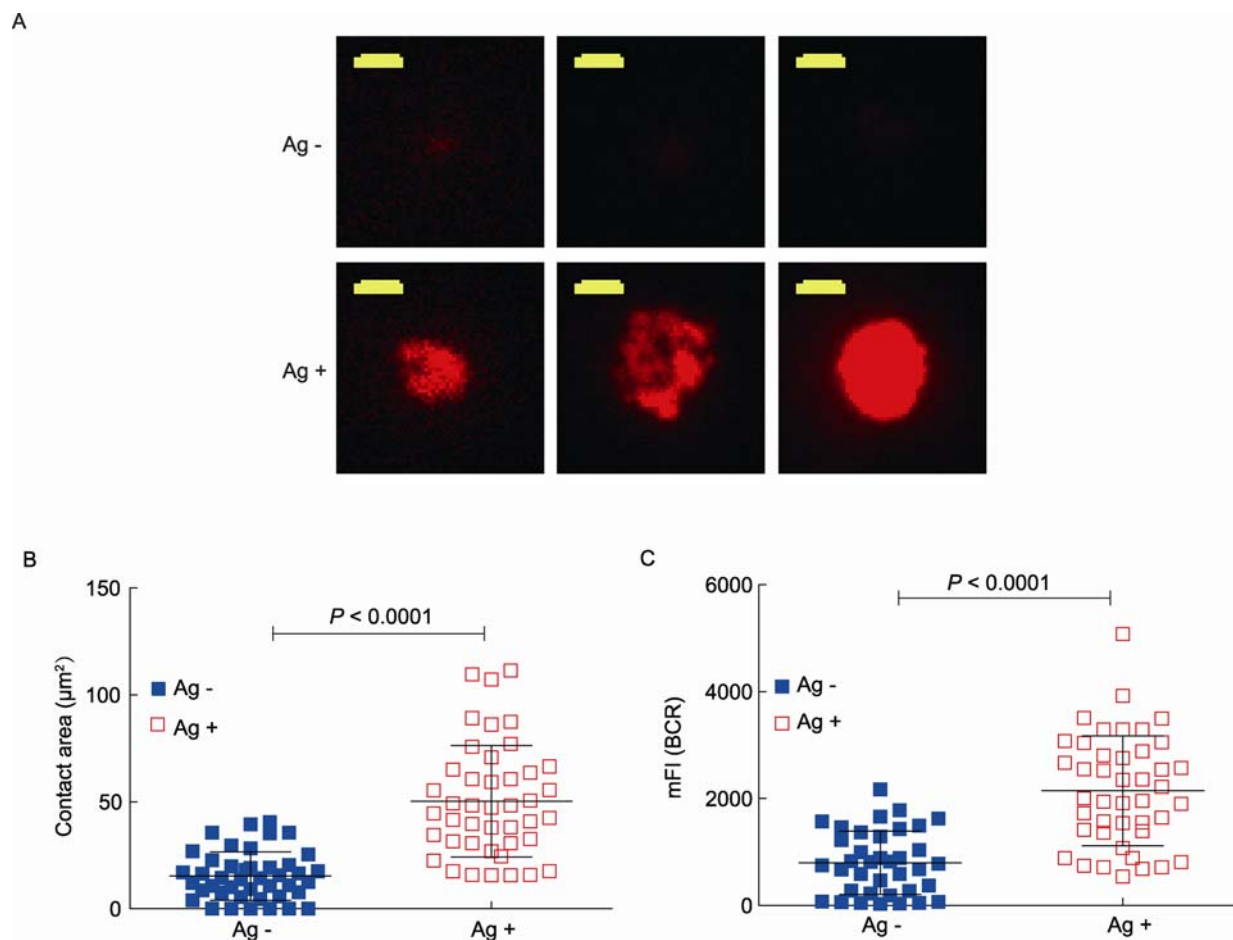 A
Ag -
Ag +
B
150
100
50
0
Contact area (µm²)
P < 0.0001
Ag -
Ag +
Ag -
Ag +
C
6000
4000
2000
0
mFI (BCR)
P < 0.0001
Ag -
Ag +
Ag -
Ag +